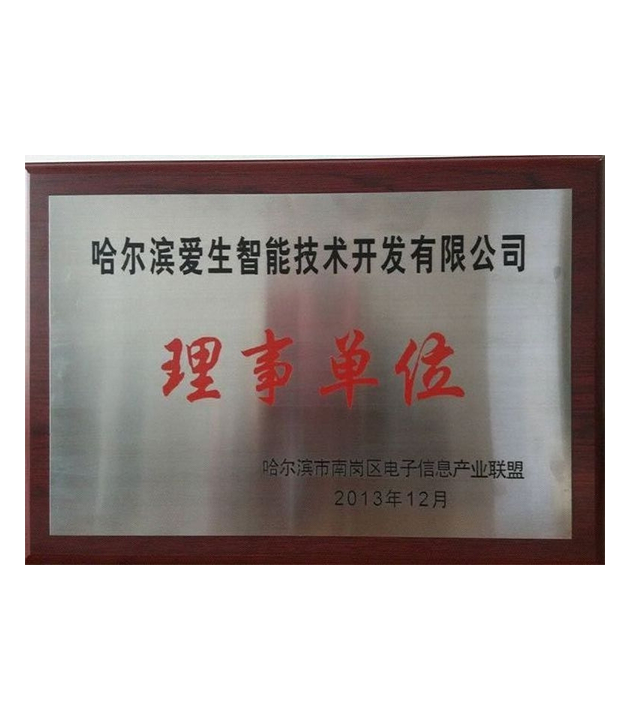 哈尔滨爱生智能技术开发有限公司
理事单位
哈尔滨市南岗区电子信息产业联盟
2013年12月